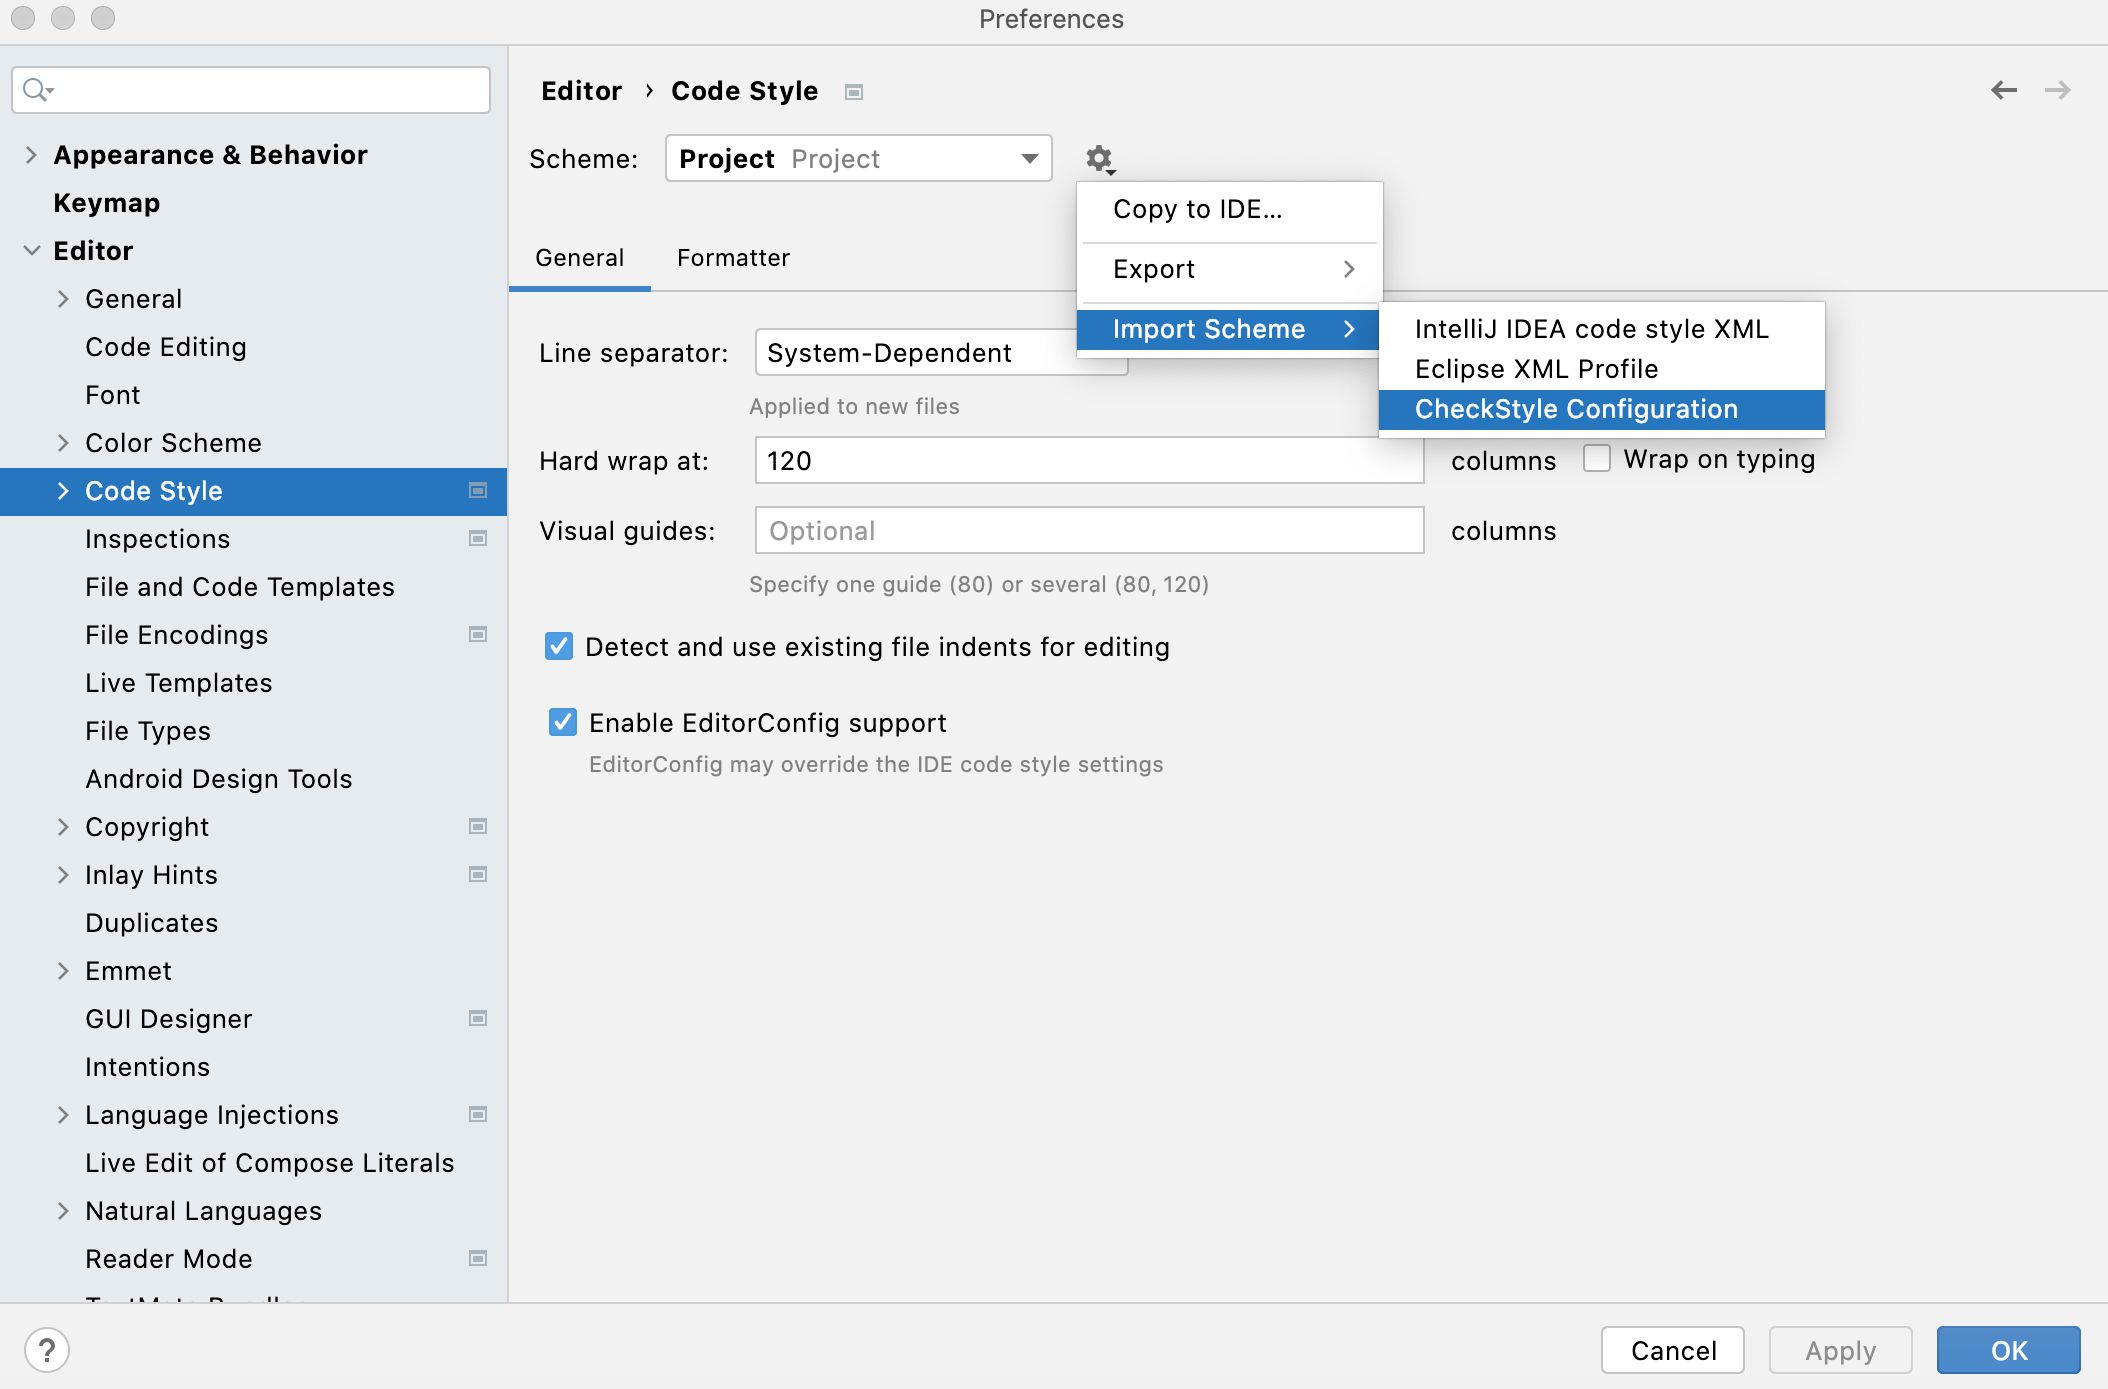 Preferences
Appearance & Behavior
Keymap
Editor
General
Code Editing
Font
Color Scheme
Code Style
Inspections
File and Code Templates
File Encodings
Live Templates
File Types
Android Design Tools
Copyright
Inlay Hints
Duplicates
Emmet
GUI Designer
Intentions
Language Injections
Live Edit of Compose Literals
Natural Languages
Reader Mode
Editor › Code Style
Scheme: Project Project
Copy to IDE...
Export
Import Scheme
IntelliJ IDEA code style XML
Eclipse XML Profile
CheckStyle Configuration
General Formatter
Line separator: System-Dependent
Applied to new files
Hard wrap at: 120 columns Wrap on typing
Visual guides: Optional columns
Specify one guide (80) or several (80, 120)
Detect and use existing file indents for editing
Enable EditorConfig support
EditorConfig may override the IDE code style settings
? Cancel Apply OK